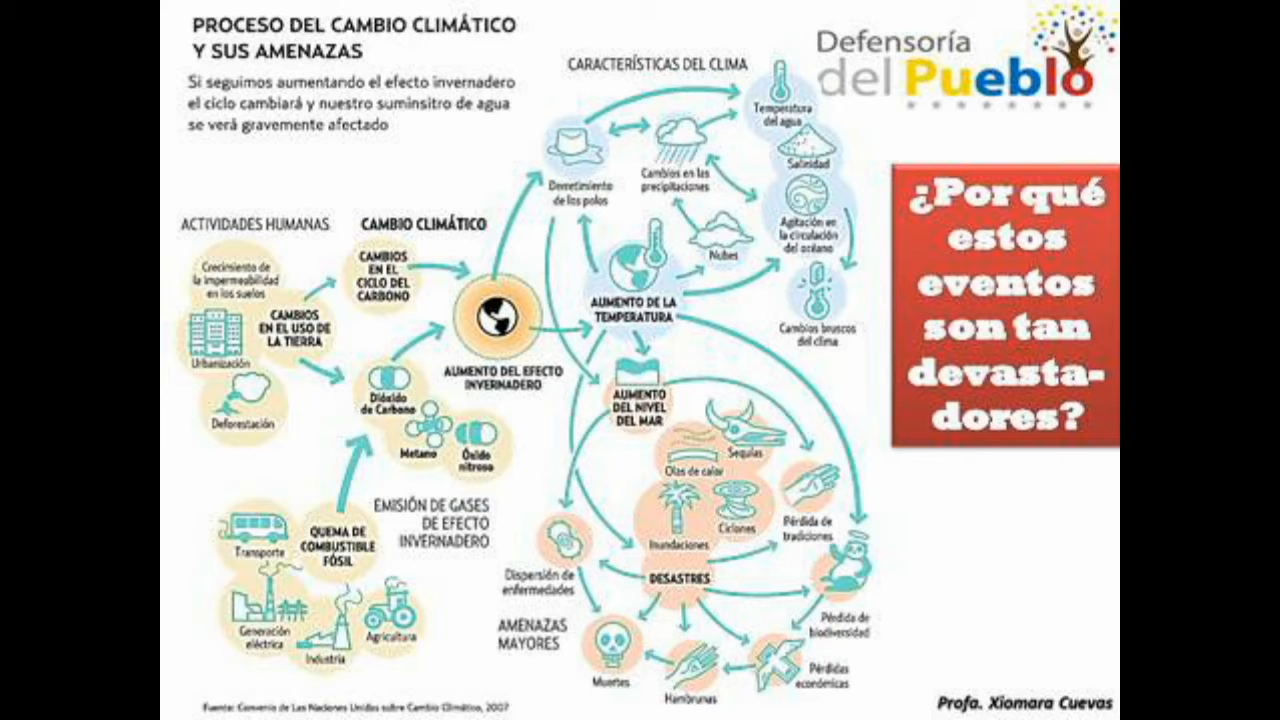 PROCESO DEL CAMBIO CLIMÁTICO
Y SUS AMENAZAS
Si seguimos aumentando el efecto invernadero
el ciclo cambiará y nuestro suminsitro de agua
se verá gravemente afectado
Defensoría
del Pueblo
¿Por qué
estos
eventos
son tan
devasta-
dores?
CARACTERÍSTICAS DEL CLIMA
Temperatura
del agua
Salinidad
Agitación en
la circulación
del océano
Cambios bruscos
del clima
Derretimiento
de los polos
Cambios en las
precipitaciones
Nubes
AUMENTO DE LA
TEMPERATURA
ACTIVIDADES HUMANAS
Crecimiento de
la impermeabilidad
en los suelos
CAMBIOS
EN EL USO DE
LA TIERRA
Urbanización
Deforestación
CAMBIO CLIMÁTICO
CAMBIOS
EN EL
CICLO DEL
CARBONO
AUMENTO DEL EFECTO
INVERNADERO
Dióxido
de Carbono
Metano
Óxido
nitroso
EMISIÓN DE GASES
DE EFECTO
INVERNADERO
QUEMA DE
COMBUSTIBLE
FÓSIL
Transporte
Generación
eléctrica
Industria
Agricultura
AUMENTO
DEL NIVEL
DEL MAR
Sequías
Olas de calor
Ciclones
Inundaciones
DESASTRES
Pérdida de
tradiciones
Dispersión de
enfermedades
AMENAZAS
MAYORES
Pérdida de
biodiversidad
Pérdidas
económicas
Hambrunas
Muertes
Fuente: Convenio de Las Naciones Unidas sobre Cambio Climático, 2007
Profa. Xiomara Cuevas